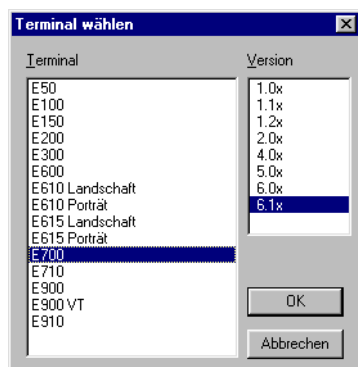 Terminal wählen
Terminal
E50
E100
E150
E200
E300
E600
E610 Landschaft
E610 Porträt
E615 Landschaft
E615 Porträt
E700
E710
E900
E900 VT
E910
Version
1.0x
1.1x
1.2x
2.0x
4.0x
5.0x
6.0x
6.1x
OK
Abbrechen